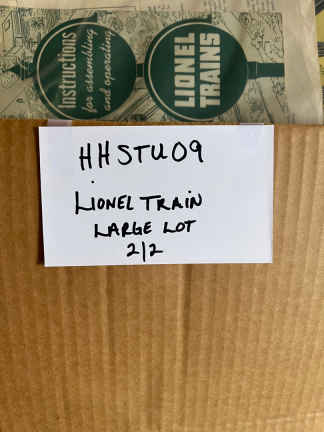 Instructions
for assembling
and operating
LIONEL
TRAINS
HHSTU09
LIONEL TRAIN
LARGE LOT
2/2